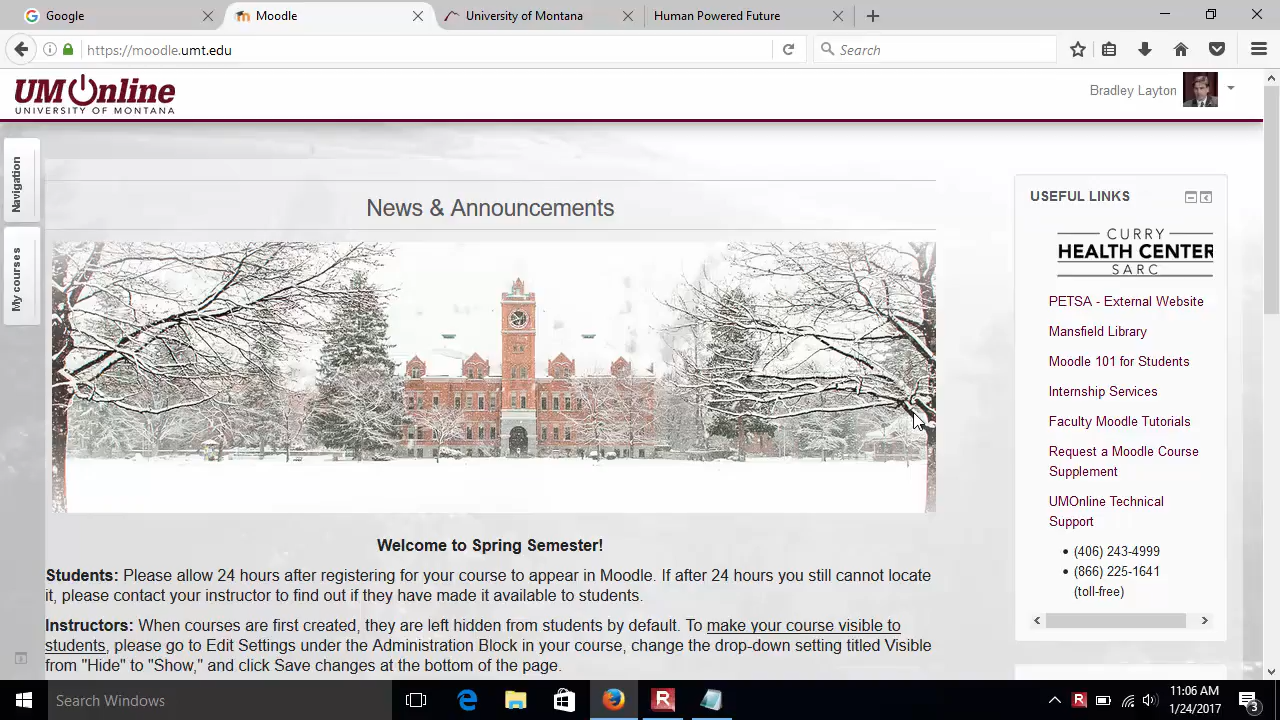 Google
Moodle
University of Montana
Human Powered Future
https://moodle.umt.edu
Search
UMOnline
UNIVERSITY OF MONTANA
Bradley Layton
Navigation
My courses
News & Announcements
Welcome to Spring Semester!
Students: Please allow 24 hours after registering for your course to appear in Moodle. If after 24 hours you still cannot locate
it, please contact your instructor to find out if they have made it available to students.
Instructors: When courses are first created, they are left hidden from students by default. To make your course visible to
students, please go to Edit Settings under the Administration Block in your course, change the drop-down setting titled Visible
from "Hide" to "Show," and click Save changes at the bottom of the page.
USEFUL LINKS
CURRY
HEALTH CENTER
SARC
PETSA - External Website
Mansfield Library
Moodle 101 for Students
Internship Services
Faculty Moodle Tutorials
Request a Moodle Course
Supplement
UMOnline Technical
Support
• (406) 243-4999
• (866) 225-1641
(toll-free)
Search Windows
11:06 AM
1/24/2017
3